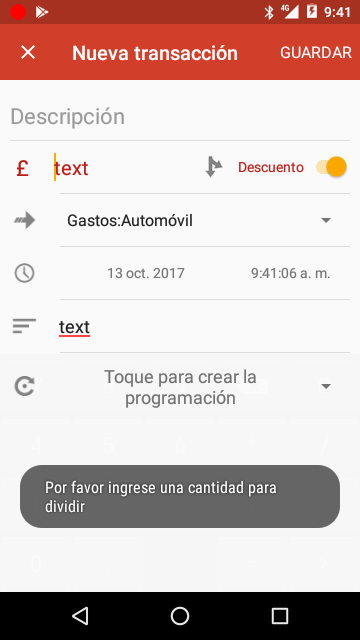 4G 9:41
Nueva transacción GUARDAR
Descripción
£ text Descuento
Gastos:Automóvil
13 oct. 2017 9:41:06 a. m.
text
Toque para crear la
programación
Por favor ingrese una cantidad para
dividir